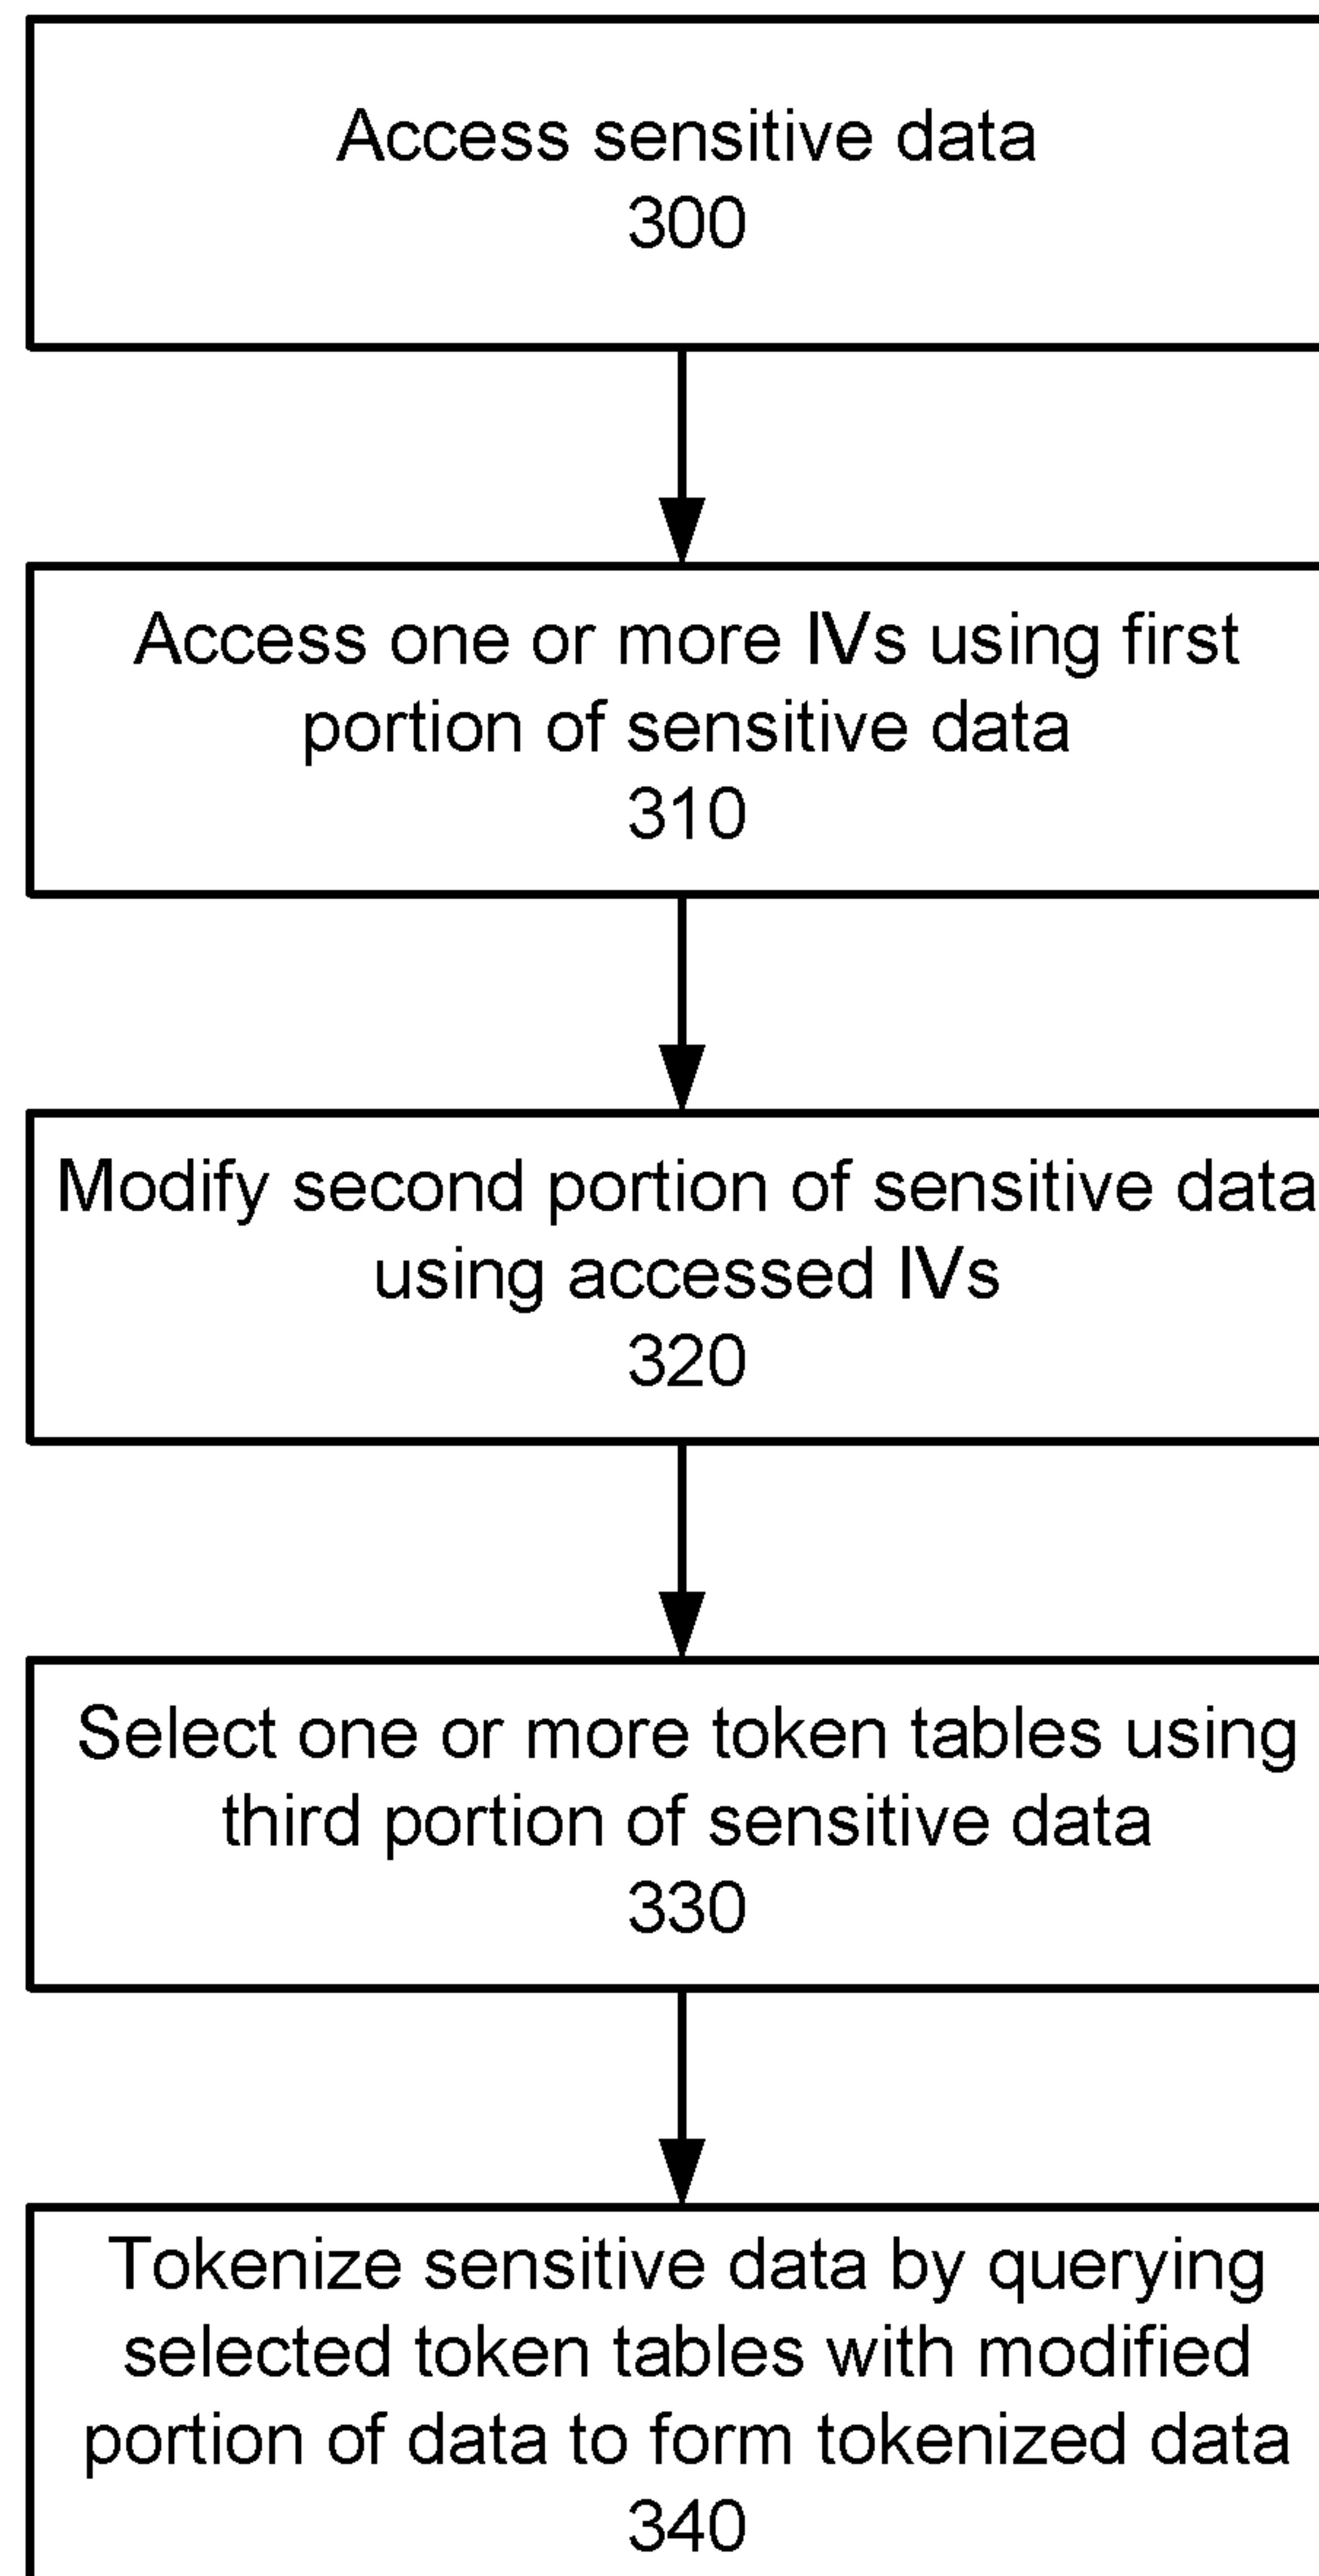 Access sensitive data
300
Access one or more IVs using first
portion of sensitive data
310
Modify second portion of sensitive data
using accessed IVs
320
Select one or more token tables using
third portion of sensitive data
330
Tokenize sensitive data by querying
selected token tables with modified
portion of data to form tokenized data
340